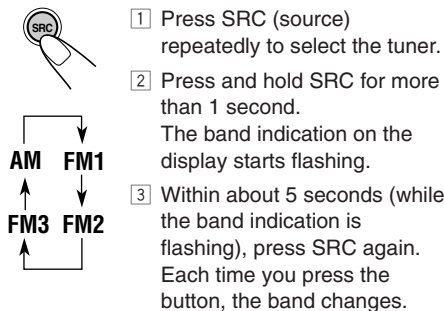 SRC
1 Press SRC (source)
repeatedly to select the tuner.
2 Press and hold SRC for more
than 1 second.
The band indication on the
display starts flashing.
AM FM1
FM3 FM2
3 Within about 5 seconds (while
the band indication is
flashing), press SRC again.
Each time you press the
button, the band changes.